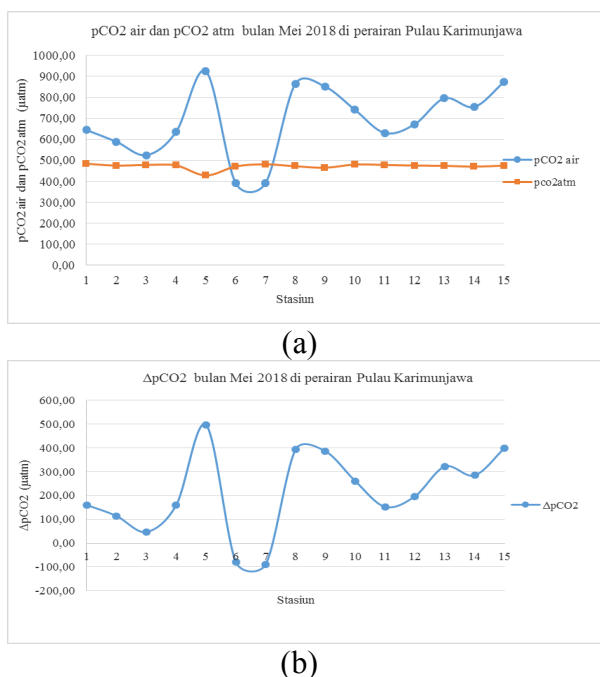 pCO2 air dan pCO2 atm  bulan Mei 2018 di perairan Pulau Karimunjawa
pCO2 air dan pCO2 atm  (µatm)
1000,00
900,00
800,00
700,00
600,00
500,00
400,00
300,00
200,00
100,00
0,00
1 2 3 4 5 6 7 8 9 10 11 12 13 14 15
Stasiun
pCO2 air
pco2atm
(a)
ΔpCO2  bulan Mei 2018 di perairan Pulau Karimunjawa
ΔpCO2 (µatm)
600,00
500,00
400,00
300,00
200,00
100,00
0,00
-100,00
-200,00
1 2 3 4 5 6 7 8 9 10 11 12 13 14 15
Stasiun
ΔpCO2
(b)